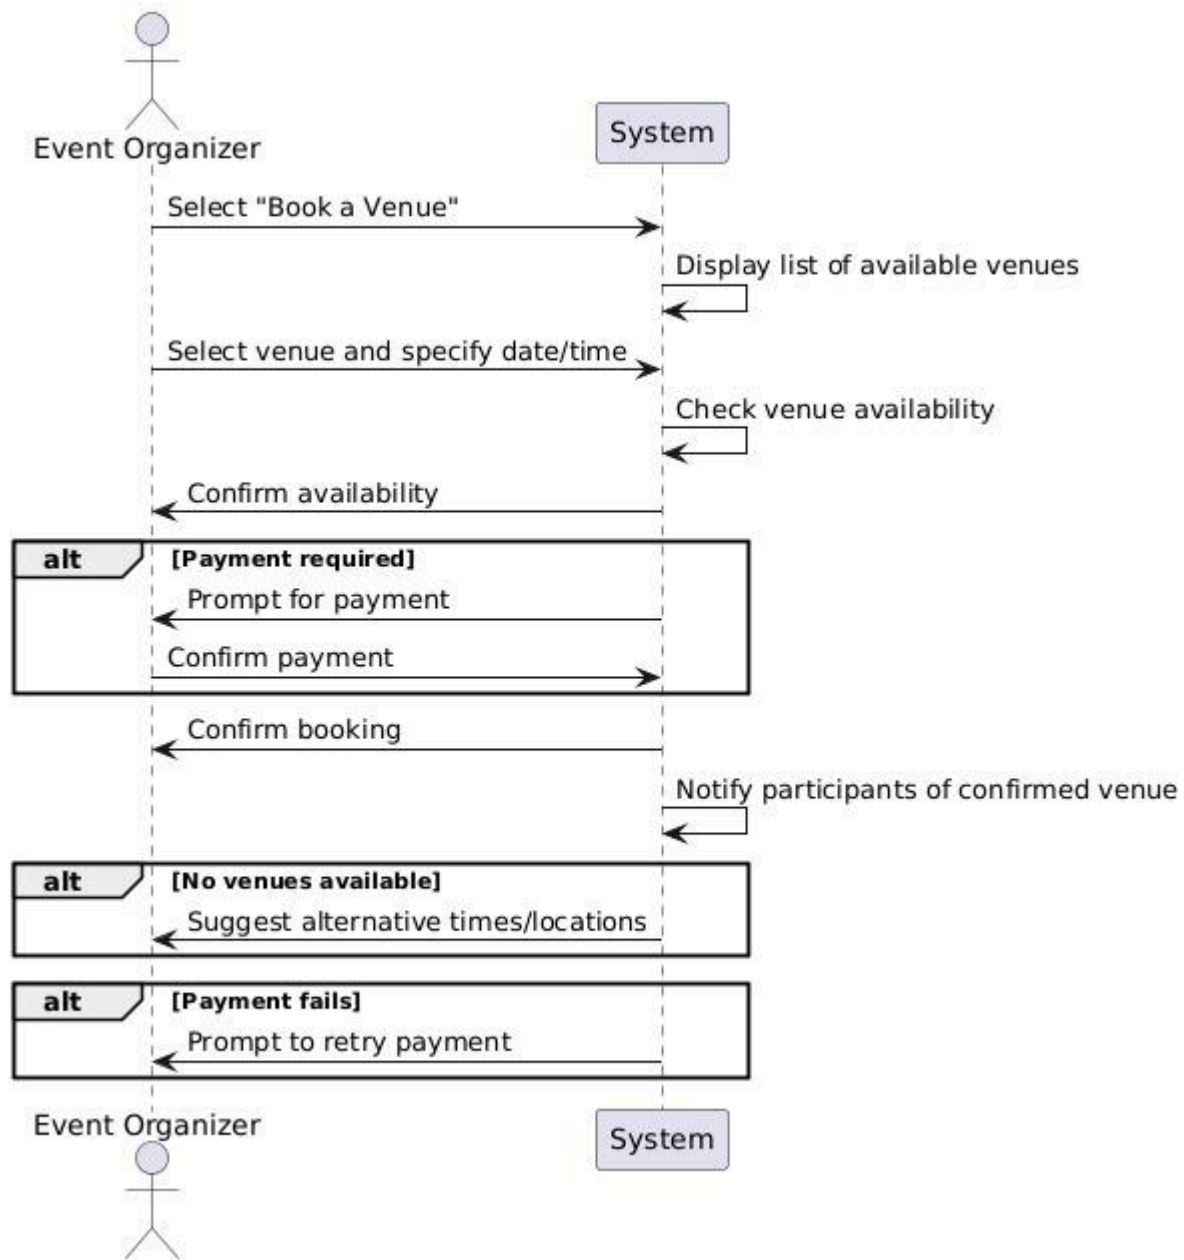 Event Organizer
System
Select "Book a Venue"
Display list of available venues
Select venue and specify date/time
Check venue availability
Confirm availability
alt [Payment required]
Prompt for payment
Confirm payment
Confirm booking
Notify participants of confirmed venue
alt [No venues available]
Suggest alternative times/locations
alt [Payment fails]
Prompt to retry payment
Event Organizer
System